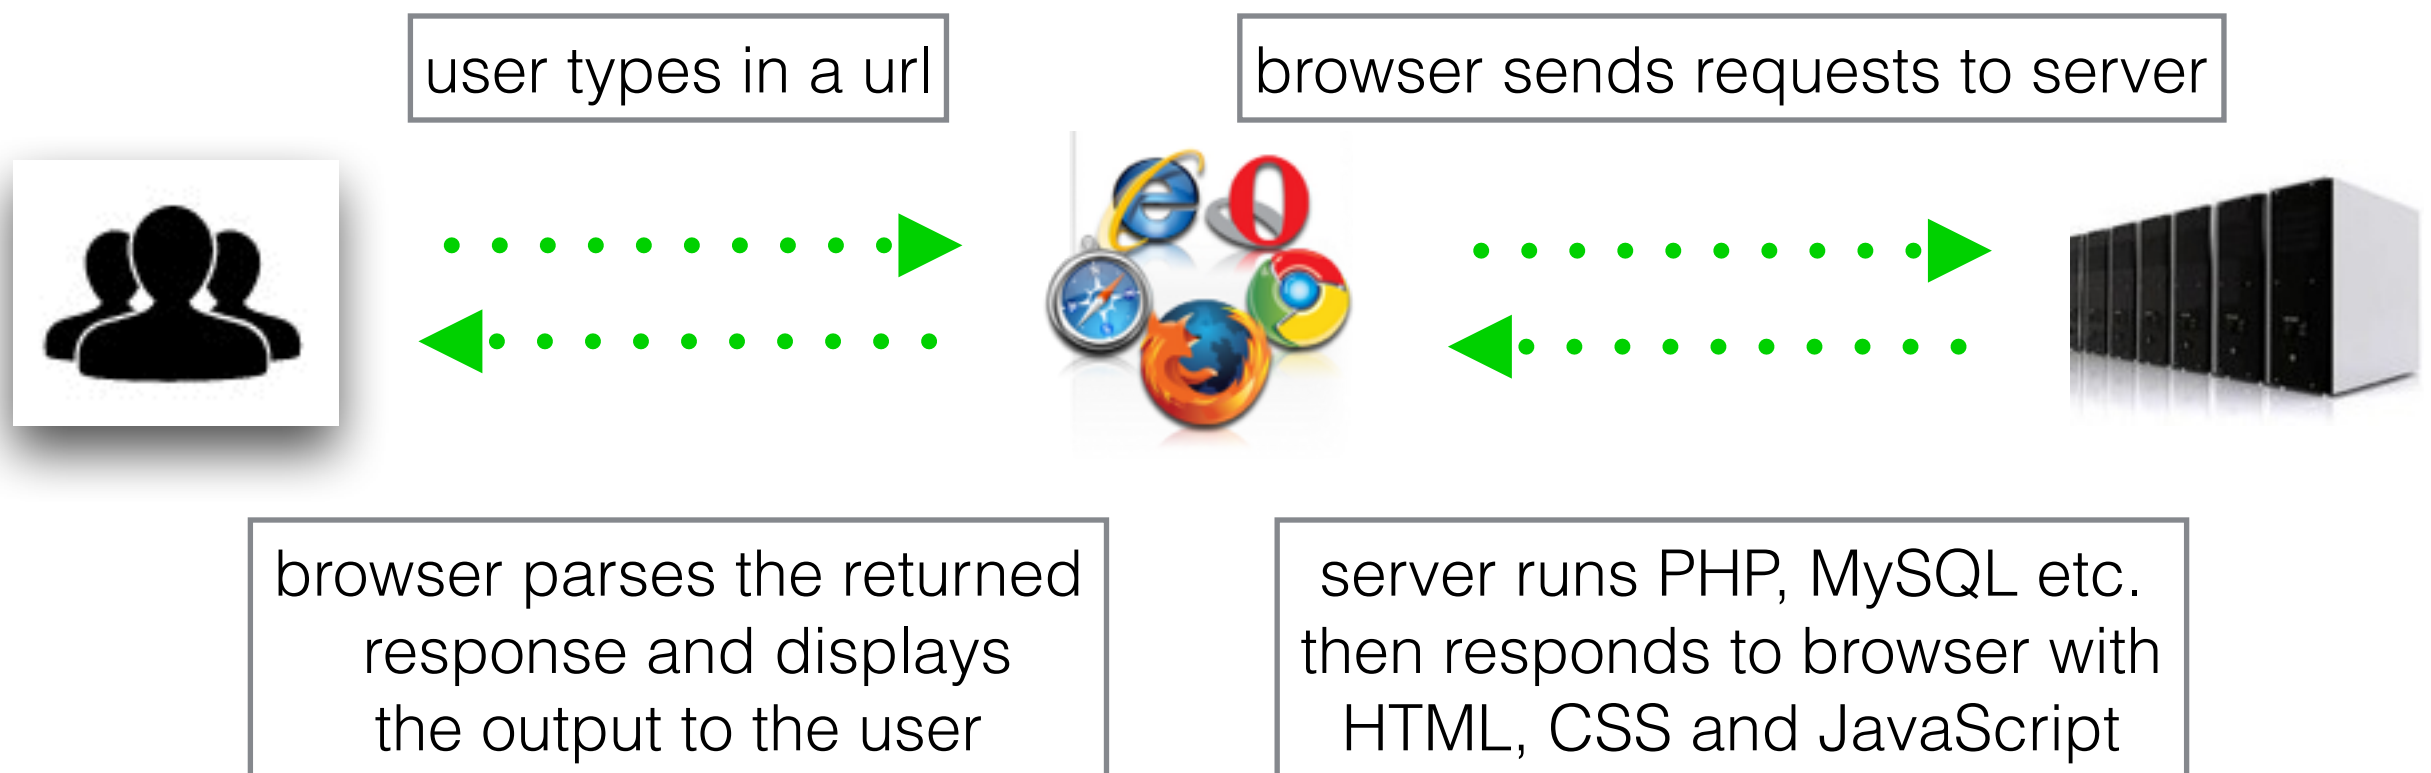 user types in a url
browser sends requests to server
browser parses the returned
response and displays
the output to the user
server runs PHP, MySQL etc.
then responds to browser with
HTML, CSS and JavaScript